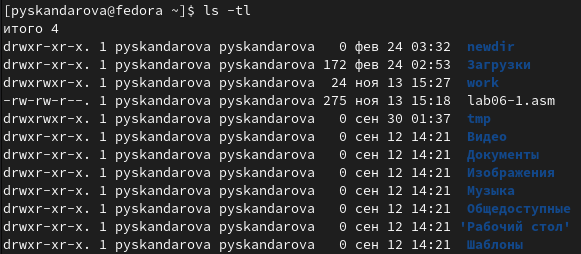 [pyskandarova@fedora ~]$ ls -tl
итого 4
drwxr-xr-x. 1 pyskandarova pyskandarova   0 фев 24 03:32  newdir
drwxr-xr-x. 1 pyskandarova pyskandarova 172 фев 24 02:53  Загрузки
drwxrwxr-x. 1 pyskandarova pyskandarova  24 ноя 13 15:27  work
-rw-rw-r--. 1 pyskandarova pyskandarova 275 ноя 13 15:18  lab06-1.asm
drwxrwxr-x. 1 pyskandarova pyskandarova   0 сен 30 01:37  tmp
drwxr-xr-x. 1 pyskandarova pyskandarova   0 сен 12 14:21  Видео
drwxr-xr-x. 1 pyskandarova pyskandarova   0 сен 12 14:21  Документы
drwxr-xr-x. 1 pyskandarova pyskandarova   0 сен 12 14:21  Изображения
drwxr-xr-x. 1 pyskandarova pyskandarova   0 сен 12 14:21  Музыка
drwxr-xr-x. 1 pyskandarova pyskandarova   0 сен 12 14:21  Общедоступные
drwxr-xr-x. 1 pyskandarova pyskandarova   0 сен 12 14:21 'Рабочий стол'
drwxr-xr-x. 1 pyskandarova pyskandarova   0 сен 12 14:21  Шаблоны